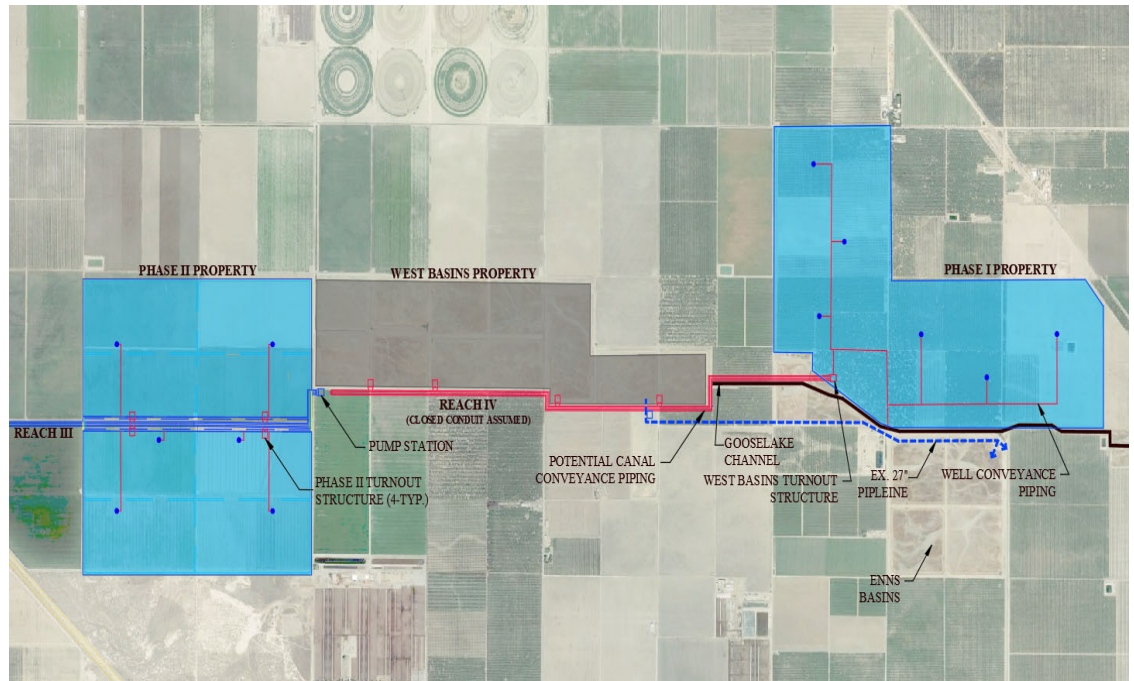 PHASE II PROPERTY
WEST BASINS PROPERTY
PHASE I PROPERTY
REACH III
REACH IV
(CLOSED CONDUIT ASSUMED)
PUMP STATION
PHASE II TURNOUT
STRUCTURE (4-TYP.)
POTENTIAL CANAL
CONVEYANCE PIPING
GOOSELAKE
CHANNEL
WEST BASINS TURNOUT
STRUCTURE
EX. 27"
PIPLEINE
WELL CONVEYANCE
PIPING
ENNS
BASINS